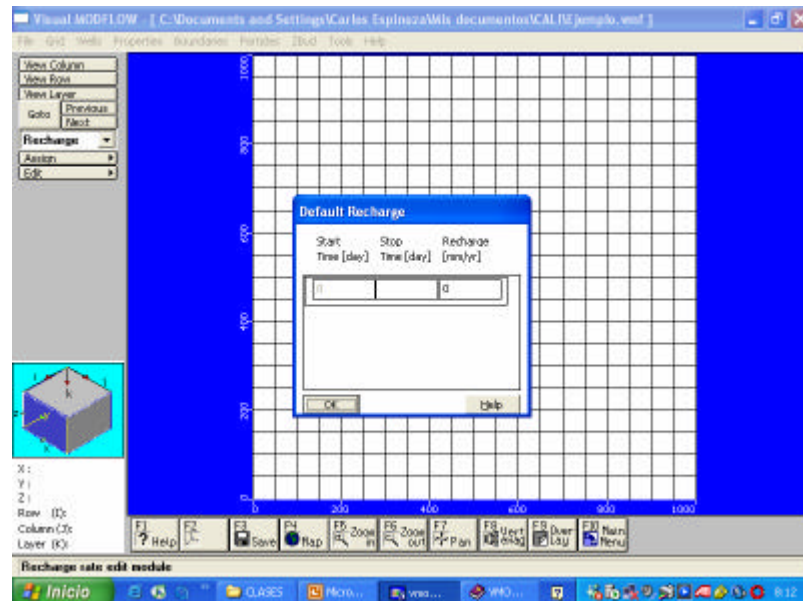 Visual MODFLOW - [ C:\Documents and Settings\Carlos Espinoza\Mis documentos\CALI\Ejemplo.vmf ]
File Grid Wells Properties Boundaries Particles ZBud Tools Help
View Column
View Row
View Layer
Goto
Previous
Next
Recharge
Assign
Edit
1000
800
600
400
200
0
Default Recharge
Start Stop Recharge
Time [day] Time [day] [mm/yr]
0 0
OK Help
0 200 400 600 800 1000
X :
Y :
Z :
Row (I):
Column (J):
Layer (K):
F1 Help
F2
F3 Save
F4 Map
F5 Zoom in
F6 Zoom out
F7 Pan
F8 Vert exag
F9 Over Lay
F10 Main Menu
Recharge rate edit module
Inicio
CLASES
Micro...
vmo...
VMO...
8:12